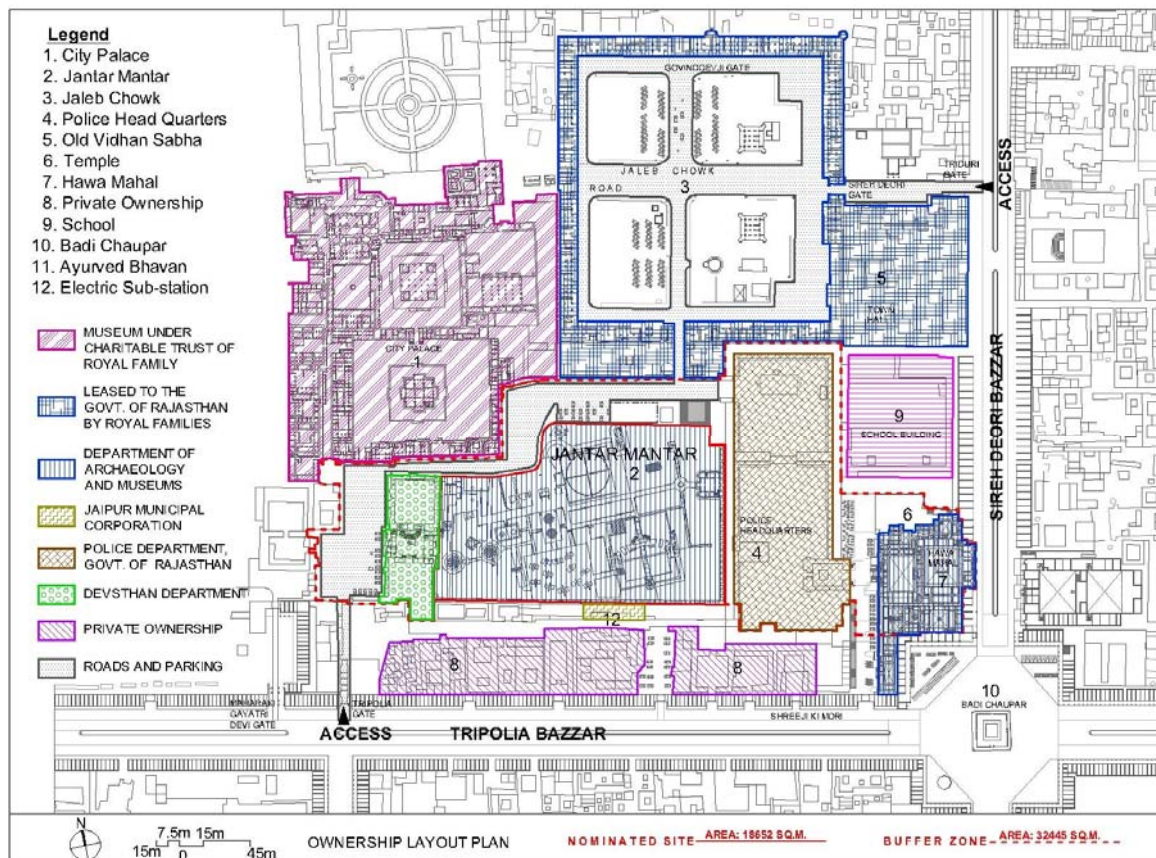 Legend
1. City Palace
2. Jantar Mantar
3. Jaleb Chowk
4. Police Head Quarters
5. Old Vidhan Sabha
6. Temple
7. Hawa Mahal
8. Private Ownership
9. School
10. Badi Chaupar
11. Ayurved Bhavan
12. Electric Sub-station
MUSEUM UNDER
CHARITABLE TRUST OF
ROYAL FAMILY
LEASED TO THE
GOVT. OF RAJASTHAN
BY ROYAL FAMILIES
DEPARTMENT OF
ARCHAEOLOGY
AND MUSEUMS
JAIPUR MUNICIPAL
CORPORATION
POLICE DEPARTMENT,
GOVT. OF RAJASTHAN
DEVSTHAN DEPARTMENT
PRIVATE OWNERSHIP
ROADS AND PARKING
GOVINDDEVJI GATE
JALEB CHOWK
ROAD
3
SIREH DEORI
GATE
TRIDURI
GATE
ACCESS
5
TOWN
HALL
CITY PALACE
1
SIREH DEORI BAZZAR
9
SCHOOL BUILDING
JANTAR MANTAR
2
POLICE
HEADQUARTERS
4
6
HAWA
MAHAL
7
12
8
8
10
BADI CHAUPAR
GAYATRI
DEVI GATE
TRIPOLIA
GATE
SHREEJI KI MORI
ACCESS
TRIPOLIA BAZZAR
N
7.5m 15m
15m 0 45m
OWNERSHIP LAYOUT PLAN
NOMINATED SITE AREA: 18652 SQ.M.
BUFFER ZONE AREA: 32445 SQ.M.